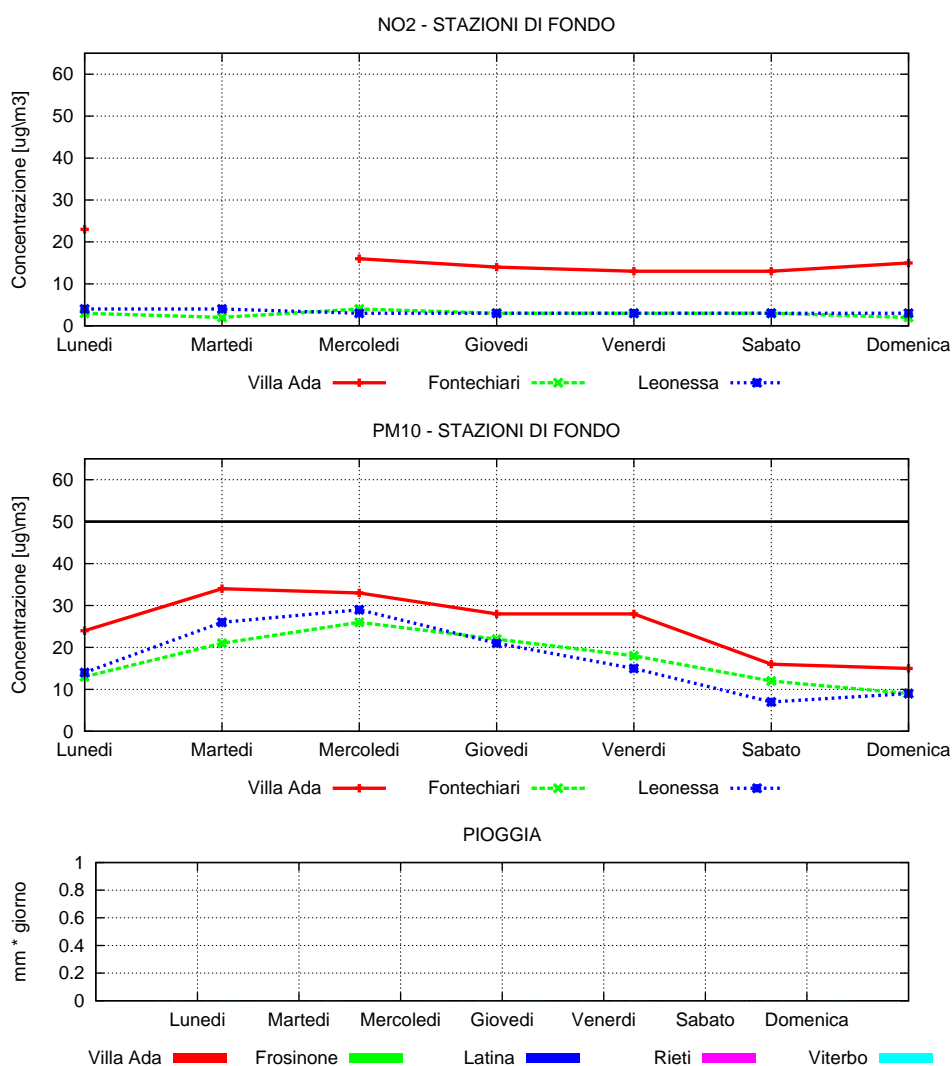 NO2 - STAZIONI DI FONDO
60
50
40
30
20
10
0
Concentrazione [ug\m3]
Lunedi Martedi Mercoledi Giovedi Venerdi Sabato Domenica
Villa Ada Fontechiari Leonessa
PM10 - STAZIONI DI FONDO
60
50
40
30
20
10
0
Concentrazione [ug\m3]
Lunedi Martedi Mercoledi Giovedi Venerdi Sabato Domenica
Villa Ada Fontechiari Leonessa
PIOGGIA
1
0.8
0.6
0.4
0.2
0
mm * giorno
Lunedi Martedi Mercoledi Giovedi Venerdi Sabato Domenica
Villa Ada Frosinone Latina Rieti Viterbo